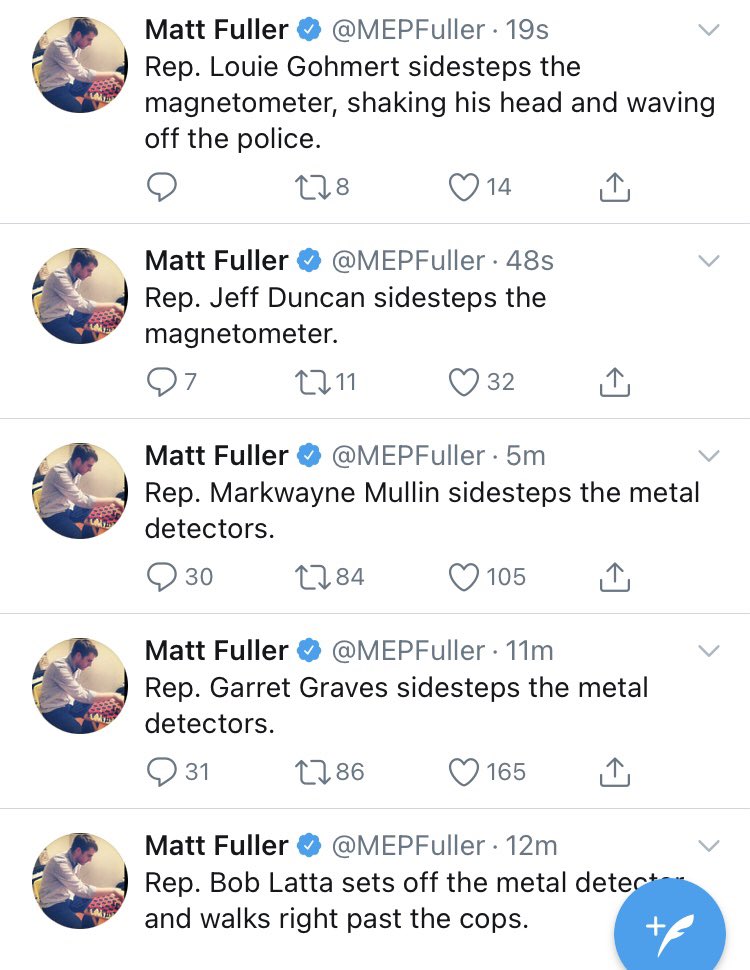 Matt Fuller @MEPFuller · 19s
Rep. Louie Gohmert sidesteps the
magnetometer, shaking his head and waving
off the police.
8 14
Matt Fuller @MEPFuller · 48s
Rep. Jeff Duncan sidesteps the
magnetometer.
7 11 32
Matt Fuller @MEPFuller · 5m
Rep. Markwayne Mullin sidesteps the metal
detectors.
30 84 105
Matt Fuller @MEPFuller · 11m
Rep. Garret Graves sidesteps the metal
detectors.
31 86 165
Matt Fuller @MEPFuller · 12m
Rep. Bob Latta sets off the metal detector
and walks right past the cops.